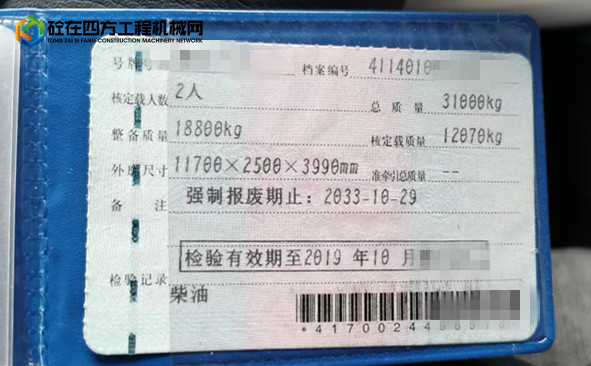 砼在四方工程机械网
TONG ZAI SI FANG CONSTRUCTION MACHINERY NETWORK
号牌号 档案编号 4114010
核定载人数 2人 总质量 31000kg
整备质量 18800kg 核定载质量 12070kg
外廓尺寸 11700×2500×3990mm 准牵引总质量 --
备注 强制报废期止：2033-10-29
检验有效期至2019 年10 月
检验记录
柴油